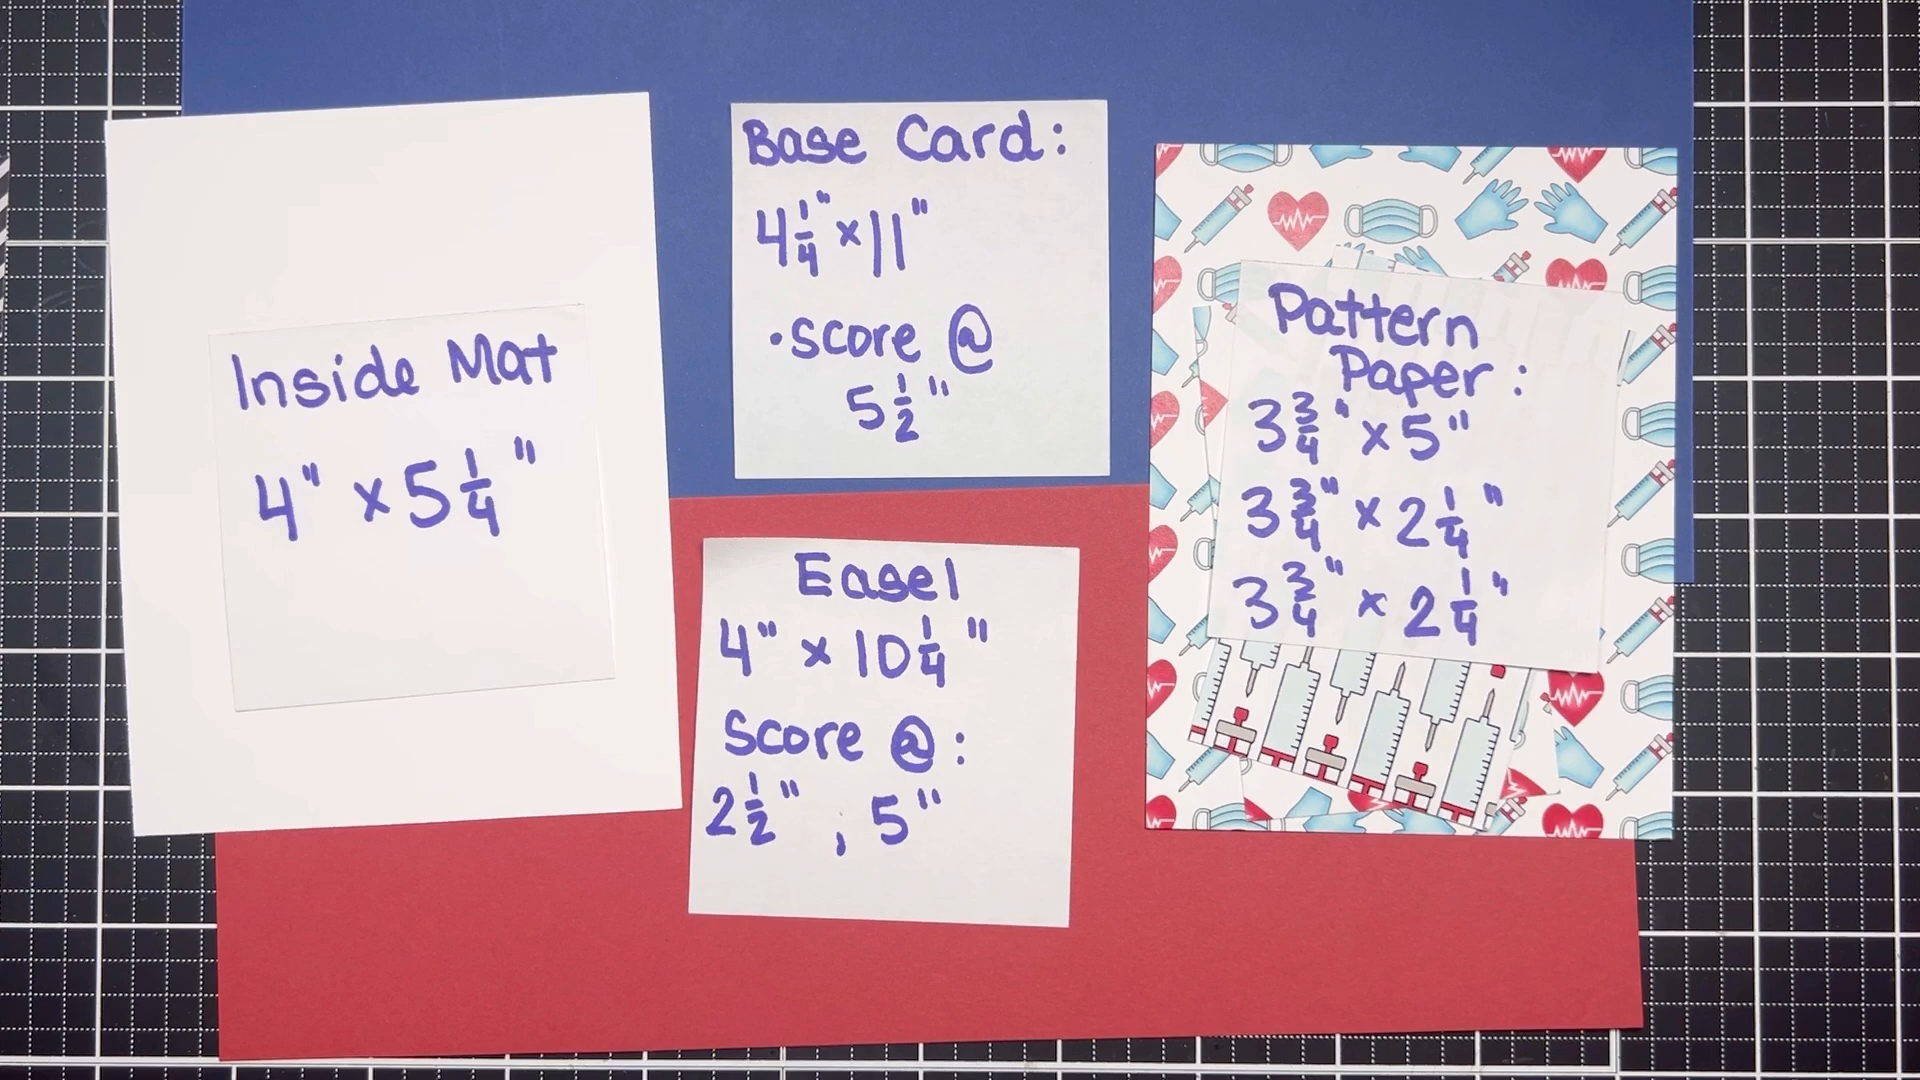 Inside Mat
4" x 5 1/4"
Base Card:
4 1/4" x 11"
• Score @
5 1/2"
Easel
4" x 10 1/4"
Score @:
2 1/2" , 5"
Pattern
Paper:
3 3/4" x 5"
3 3/4" x 2 1/4"
3 3/4" x 2 1/4"